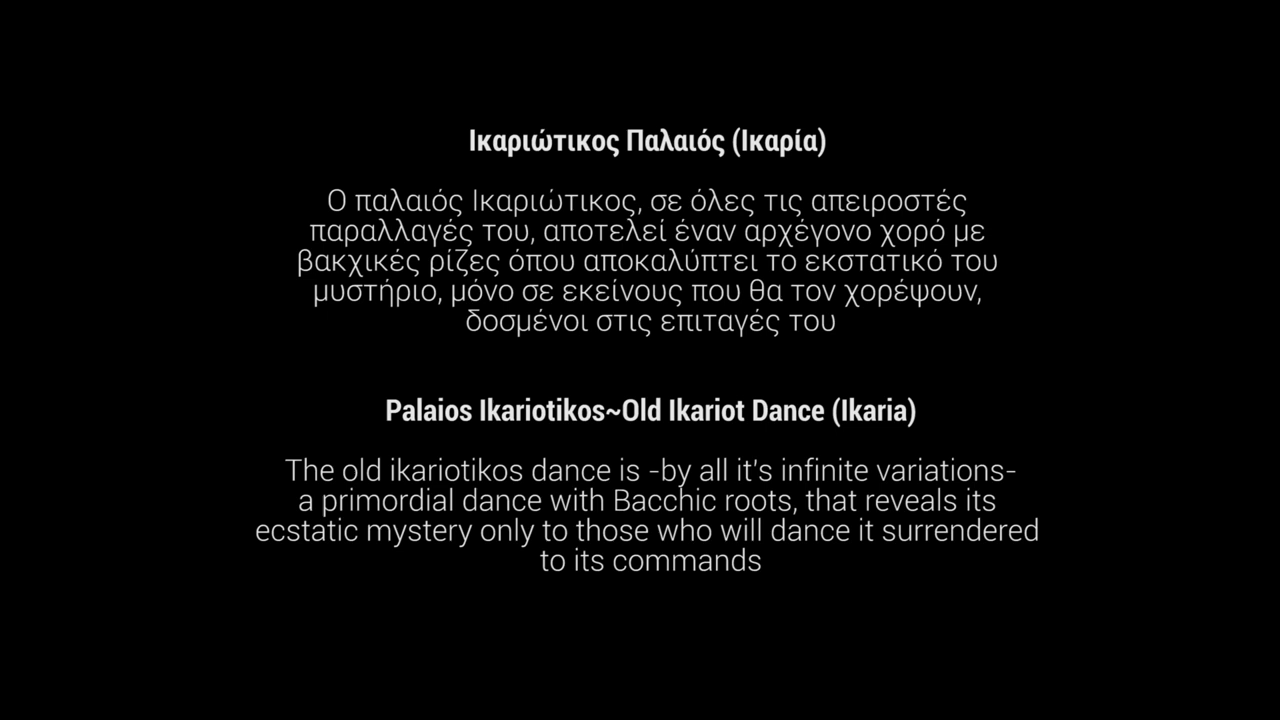 Ικαριώτικος Παλαιός (Ικαρία)
Ο παλαιός Ικαριώτικος, σε όλες τις απειροστές
παραλλαγές του, αποτελεί έναν αρχέγονο χορό με
βακχικές ρίζες όπου αποκαλύπτει το εκστατικό του
μυστήριο, μόνο σε εκείνους που θα τον χορέψουν,
δοσμένοι στις επιταγές του
Palaios Ikariotikos~Old Ikariot Dance (Ikaria)
The old ikariotikos dance is -by all it's infinite variations-
a primordial dance with Bacchic roots, that reveals its
ecstatic mystery only to those who will dance it surrendered
to its commands